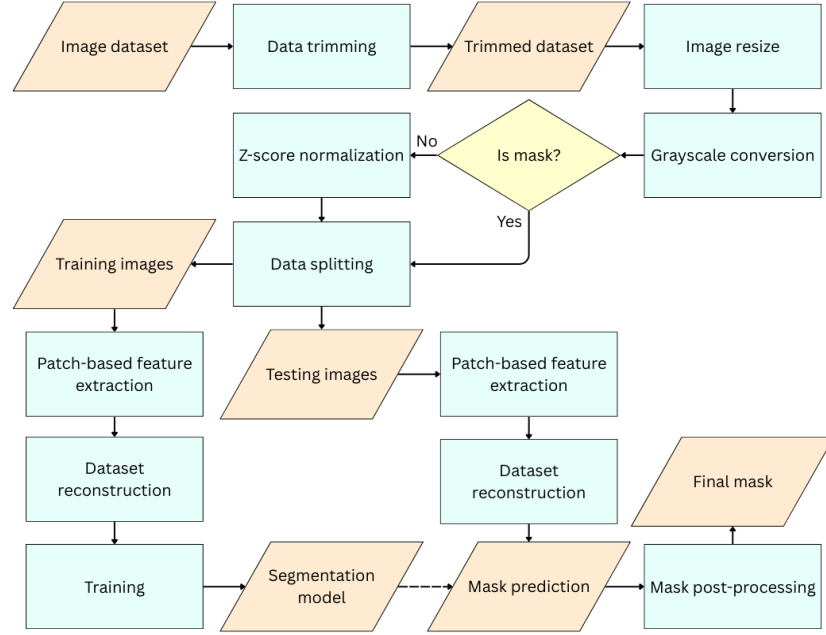 Image dataset
Data trimming
Trimmed dataset
Image resize
Z-score normalization
No
Is mask?
Grayscale conversion
Yes
Training images
Data splitting
Patch-based feature
extraction
Testing images
Patch-based feature
extraction
Dataset
reconstruction
Dataset
reconstruction
Final mask
Training
Segmentation
model
Mask prediction
Mask post-processing